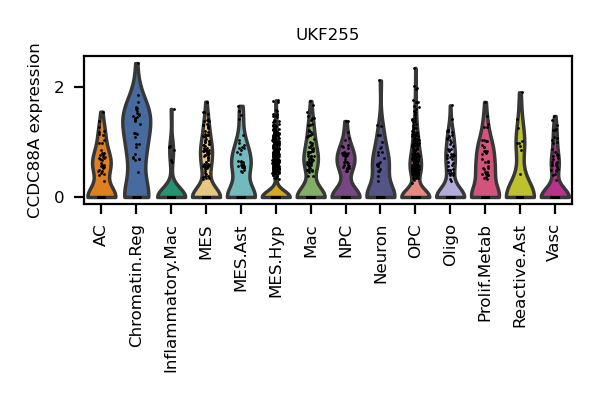 UKF255
CCDC88A expression
2
0
AC
Chromatin.Reg
Inflammatory.Mac
MES
MES.Ast
MES.Hyp
Mac
NPC
Neuron
OPC
Oligo
Prolif.Metab
Reactive.Ast
Vasc